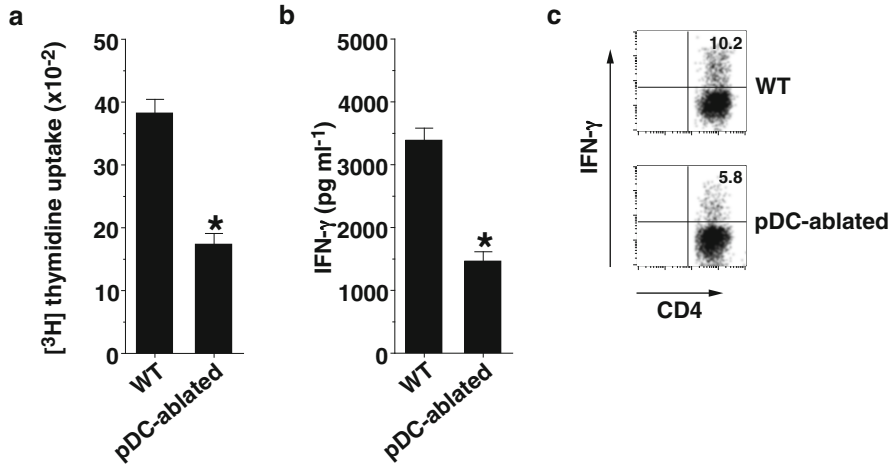 a
[³H] thymidine uptake (x10-2)
50
40
30
20
10
0
WT
pDC-ablated
*
b
IFN-γ (pg ml⁻¹)
5000
4000
3000
2000
1000
0
WT
pDC-ablated
*
c
IFN-γ
10.2
WT
5.8
pDC-ablated
CD4